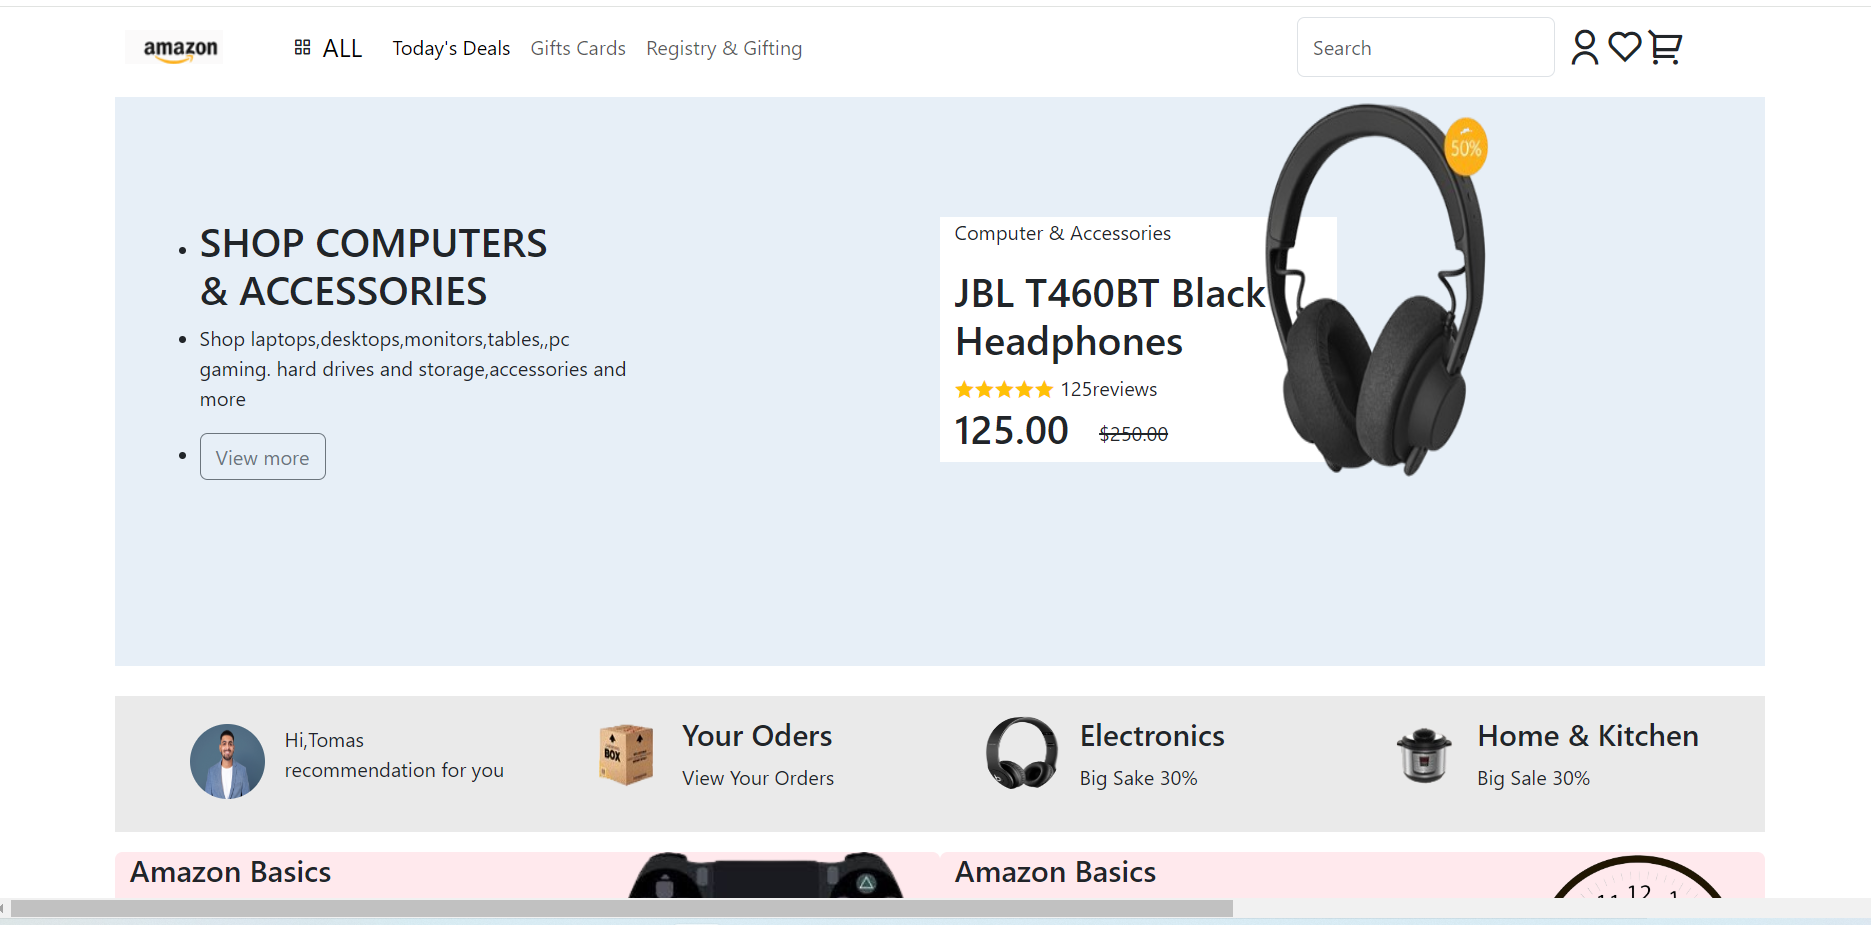 amazon
ALL
Today's Deals
Gifts Cards
Registry & Gifting
Search
50%
SHOP COMPUTERS
& ACCESSORIES
Shop laptops,desktops,monitors,tables,,pc
gaming. hard drives and storage,accessories and
more
View more
Computer & Accessories
JBL T460BT Black
Headphones
125reviews
125.00 $250.00
Hi,Tomas
recommendation for you
BOX
Your Oders
View Your Orders
Electronics
Big Sake 30%
Home & Kitchen
Big Sale 30%
Amazon Basics
Amazon Basics
11 12 1